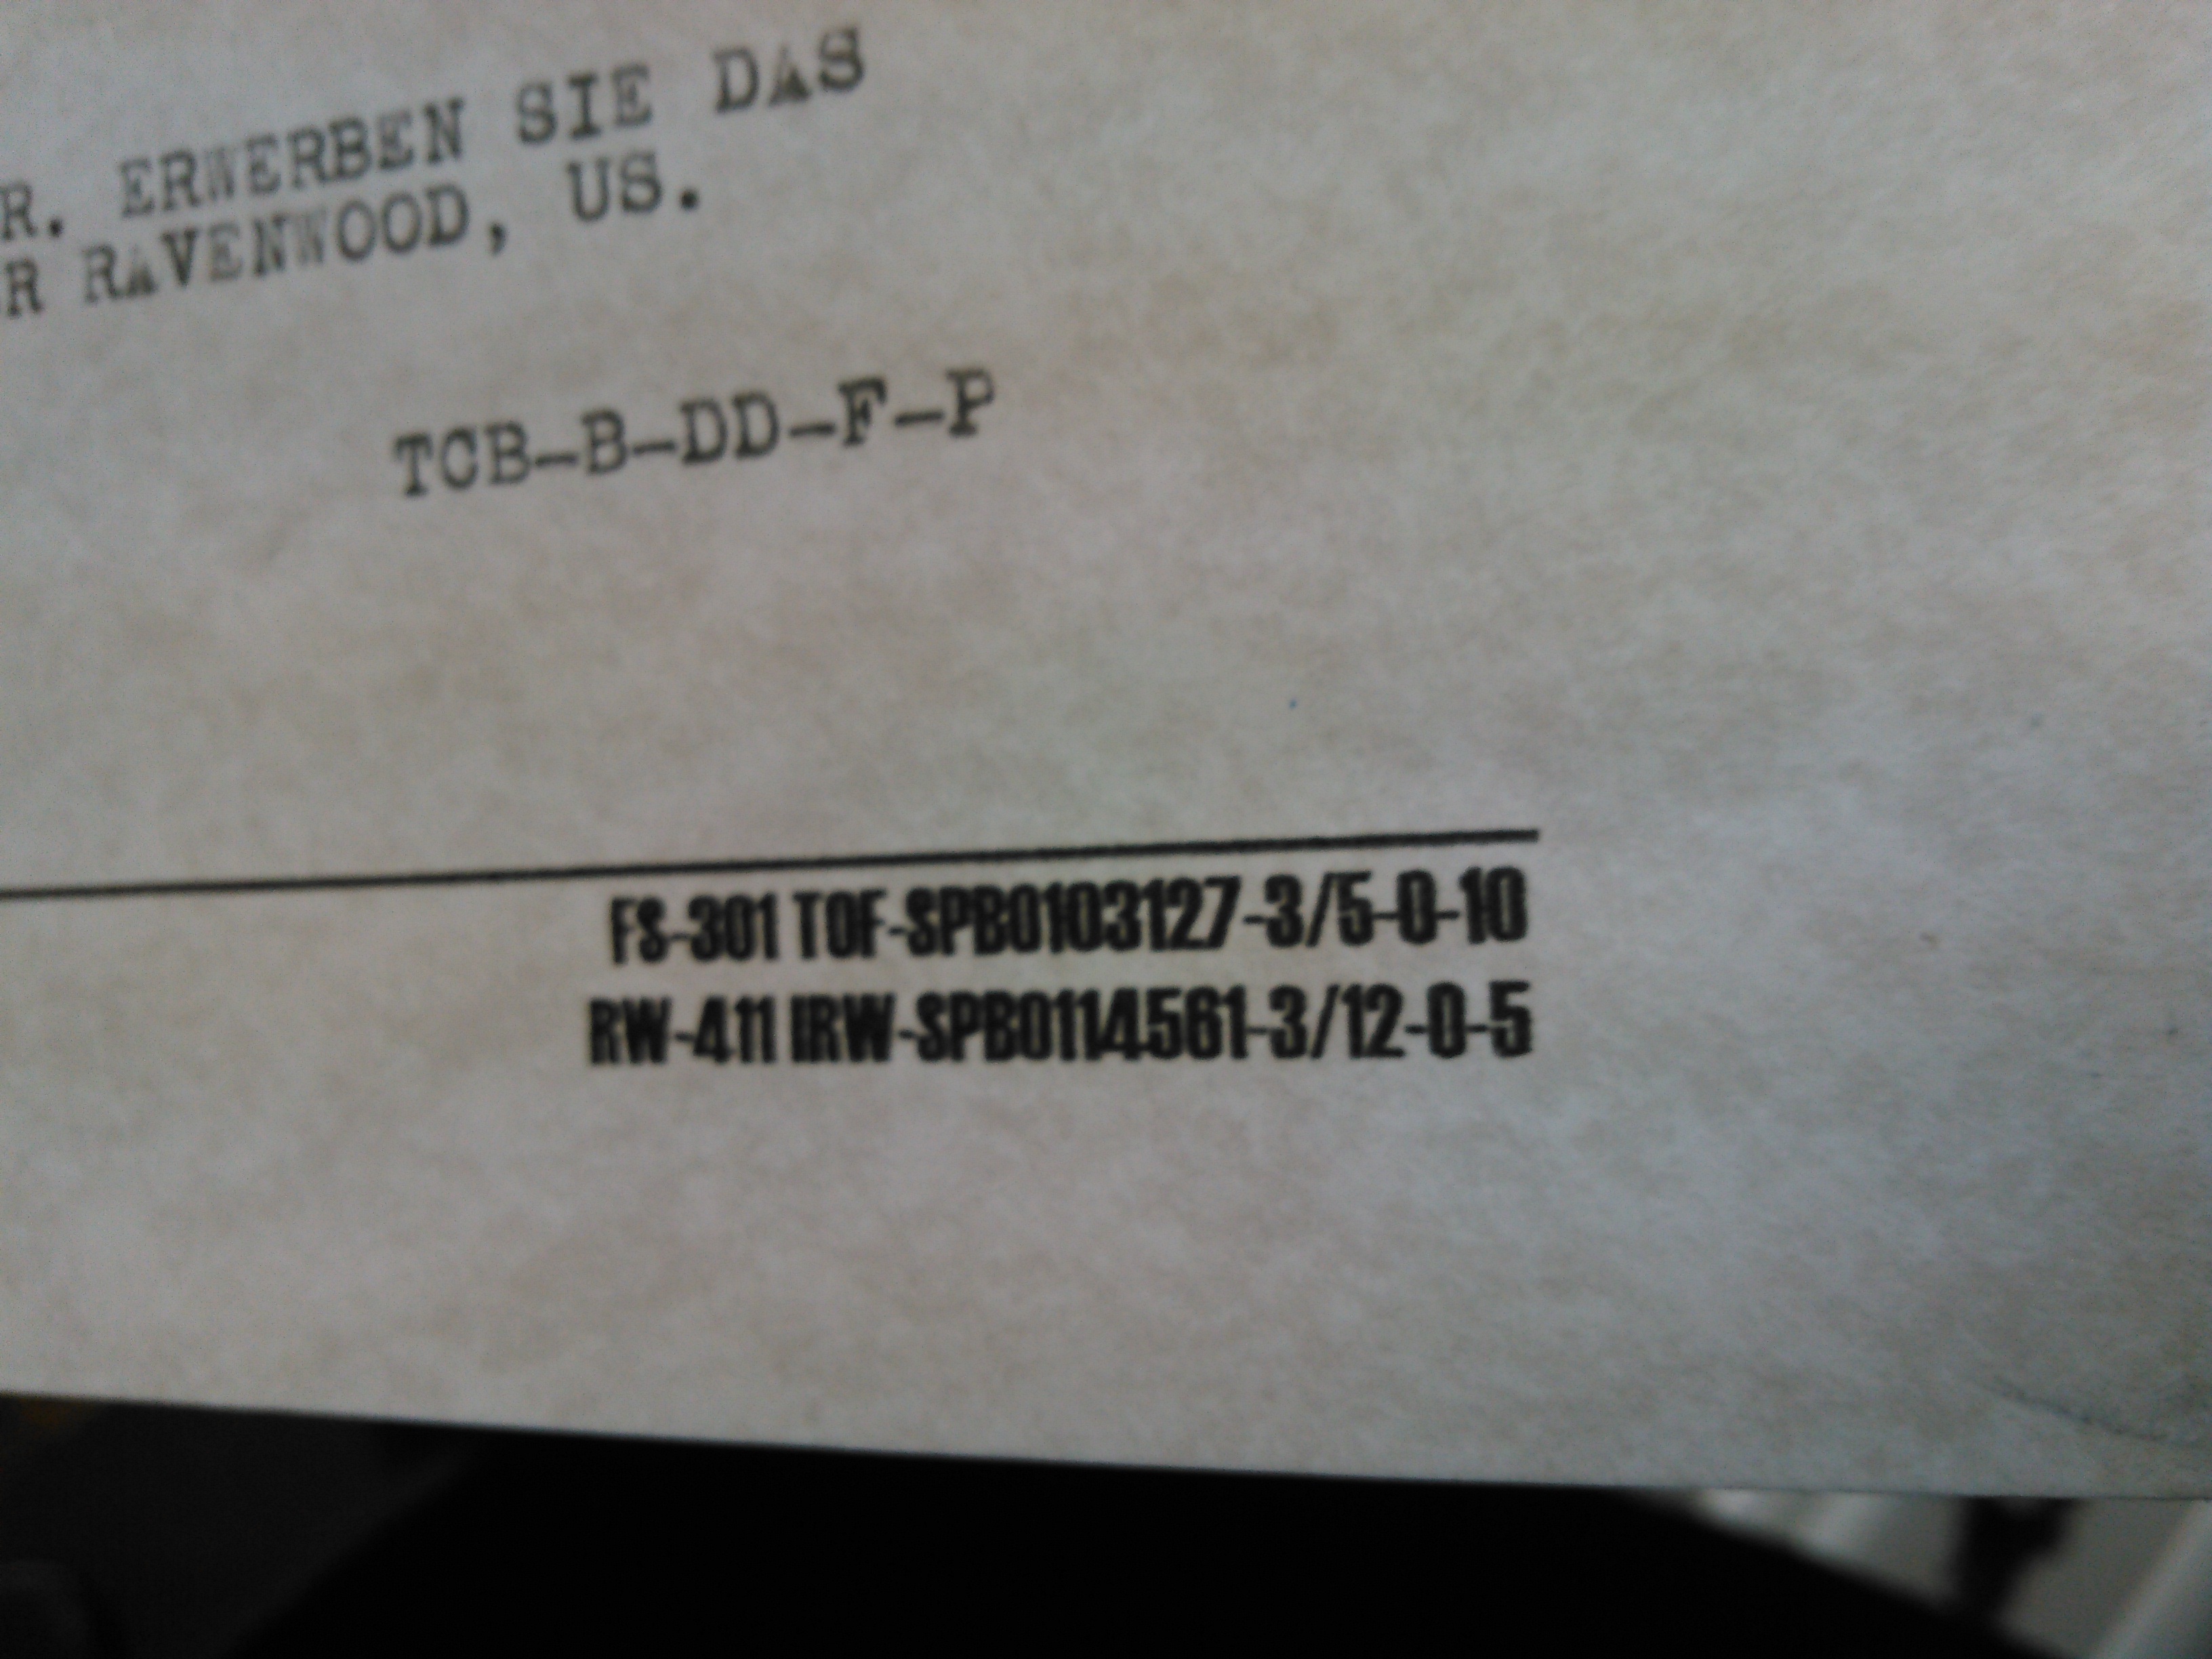 R. ERWERBEN SIE DAS
R RAVENWOOD, US.
TCB-B-DD-F-P
FS-301 TOF-SPB0103127-3/5-0-10
RW-411 IRW-SPB0114561-3/12-0-5